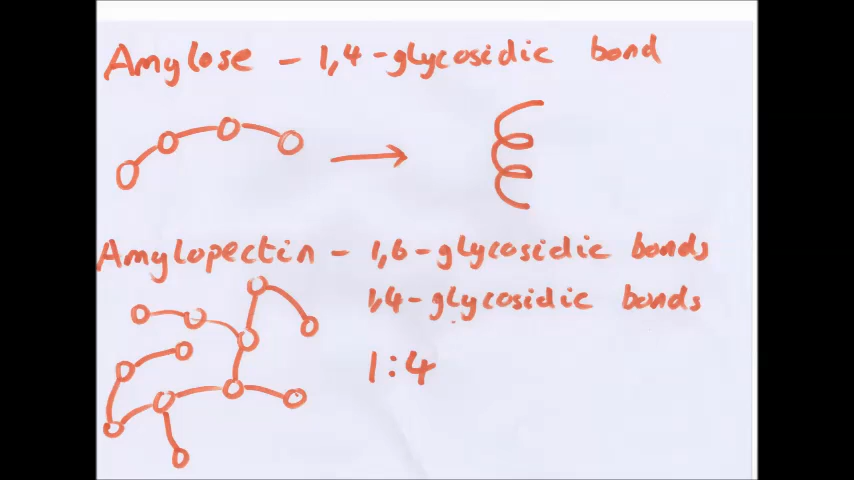 Amylose - 1,4-glycosidic bond
Amylopectin - 1,6-glycosidic bonds
1,4-glycosidic bonds
1:4